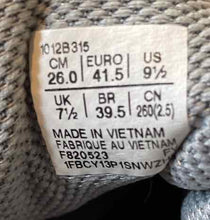 1012B315
CM EURO US
26.0 41.5 9½
UK BR CN
7½ 39.5 260(2.5)
MADE IN VIETNAM
FABRIQUE AU VIETNAM
F820523